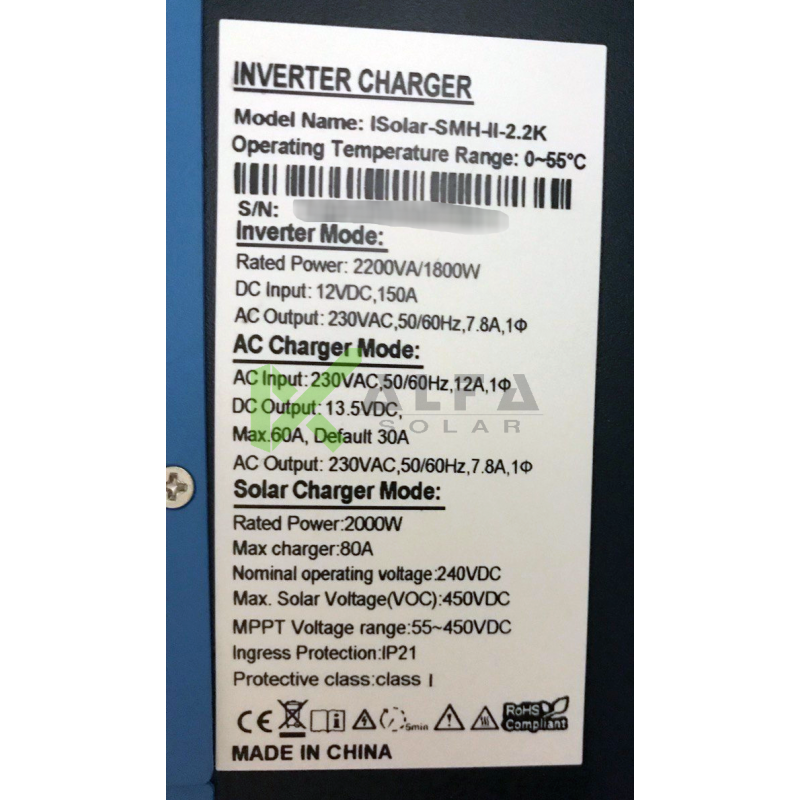 INVERTER CHARGER
Model Name: ISolar-SMH-II-2.2K
Operating Temperature Range: 0~55°C
S/N:
Inverter Mode:
Rated Power: 2200VA/1800W
DC Input: 12VDC,150A
AC Output: 230VAC,50/60Hz,7.8A,1Φ
AC Charger Mode:
AC Input: 230VAC,50/60Hz,12A,1Φ
DC Output: 13.5VDC,
ALFA
SOLAR
Max.60A, Default 30A
AC Output: 230VAC,50/60Hz,7.8A,1Φ
Solar Charger Mode:
Rated Power:2000W
Max charger:80A
Nominal operating voltage:240VDC
Max. Solar Voltage(VOC):450VDC
MPPT Voltage range:55~450VDC
Ingress Protection:IP21
Protective class:class I
CE 5min RoHS
Compliant
MADE IN CHINA